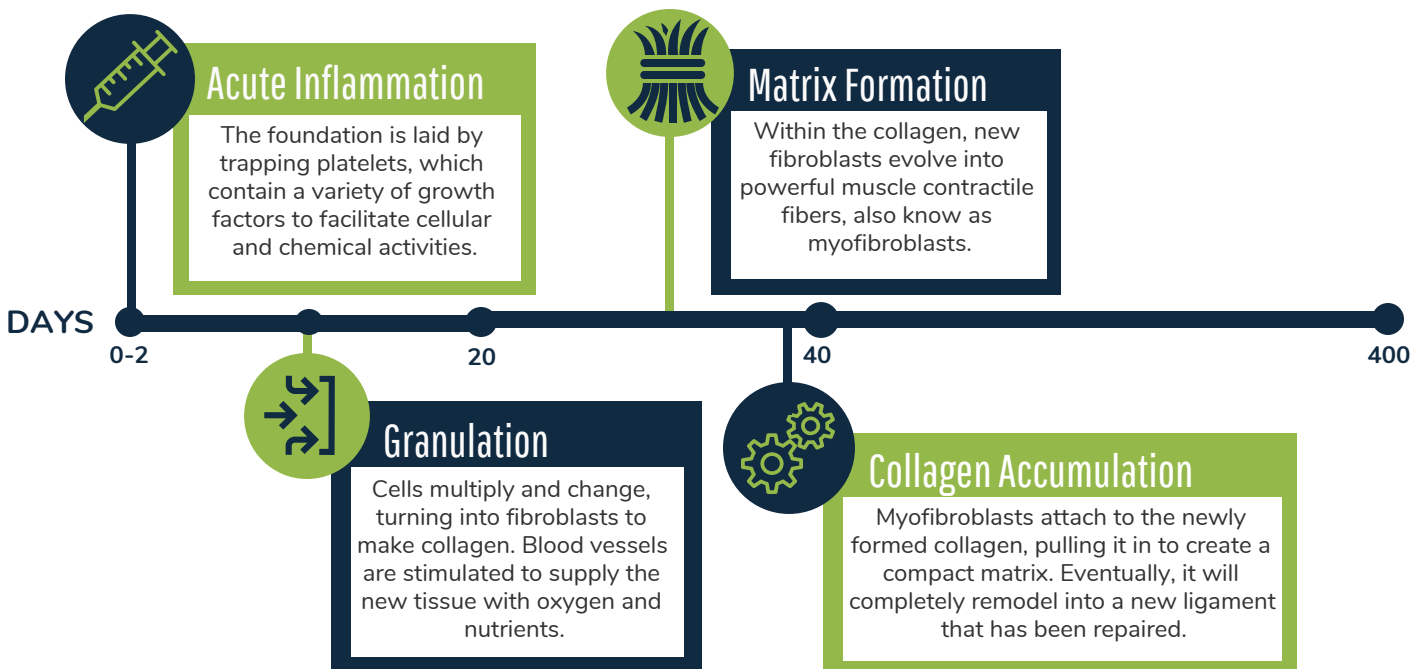 Acute Inflammation
The foundation is laid by
trapping platelets, which
contain a variety of growth
factors to facilitate cellular
and chemical activities.
Matrix Formation
Within the collagen, new
fibroblasts evolve into
powerful muscle contractile
fibers, also know as
myofibroblasts.
DAYS
0-2
20
40
400
Granulation
Cells multiply and change,
turning into fibroblasts to
make collagen. Blood vessels
are stimulated to supply the
new tissue with oxygen and
nutrients.
Collagen Accumulation
Myofibroblasts attach to the newly
formed collagen, pulling it in to create a
compact matrix. Eventually, it will
completely remodel into a new ligament
that has been repaired.